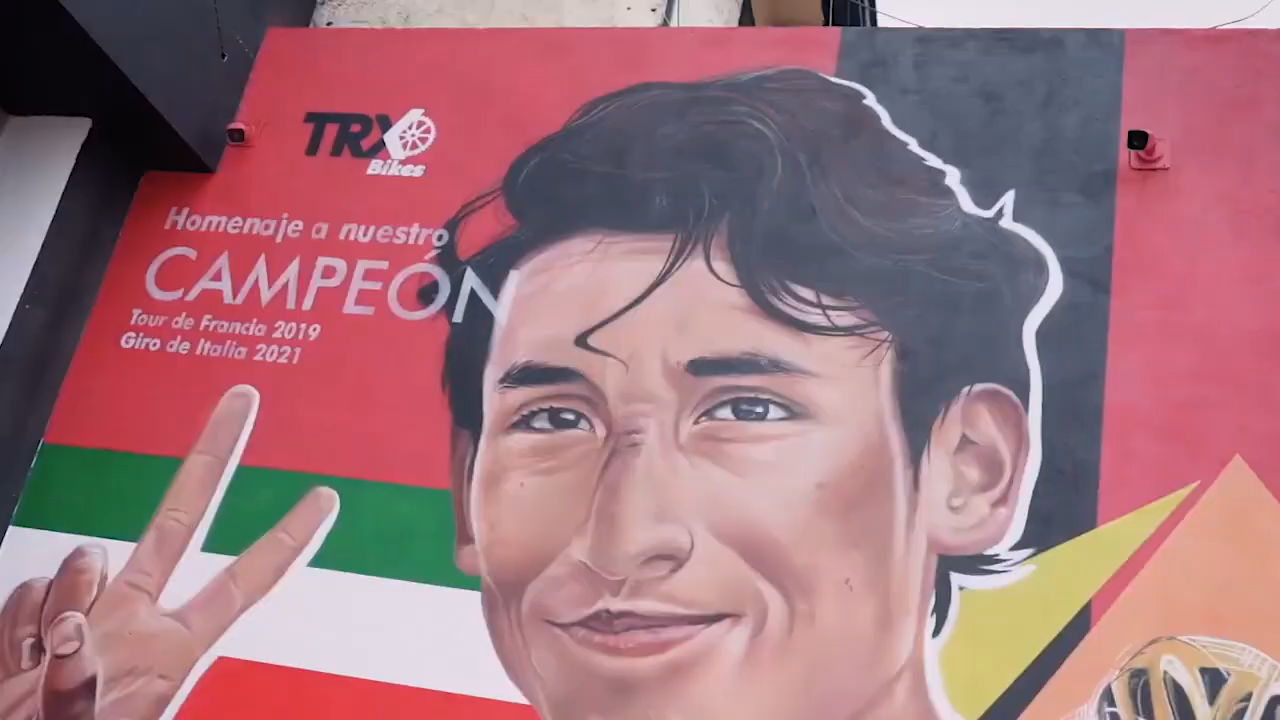 TRX
Bikes
Homenaje a nuestro
CAMPEÓN
Tour de Francia 2019
Giro de Italia 2021